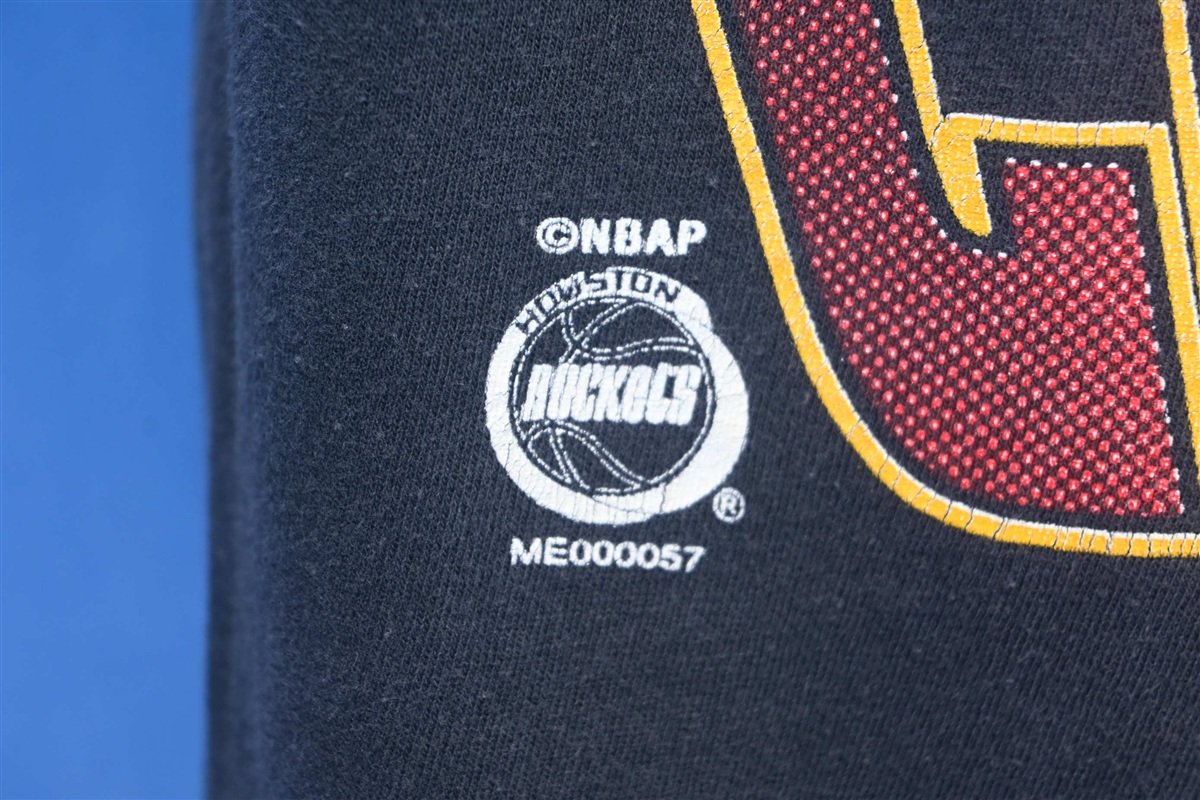 ©NBAP
HOUSTON
ROCKETS
®
ME000057